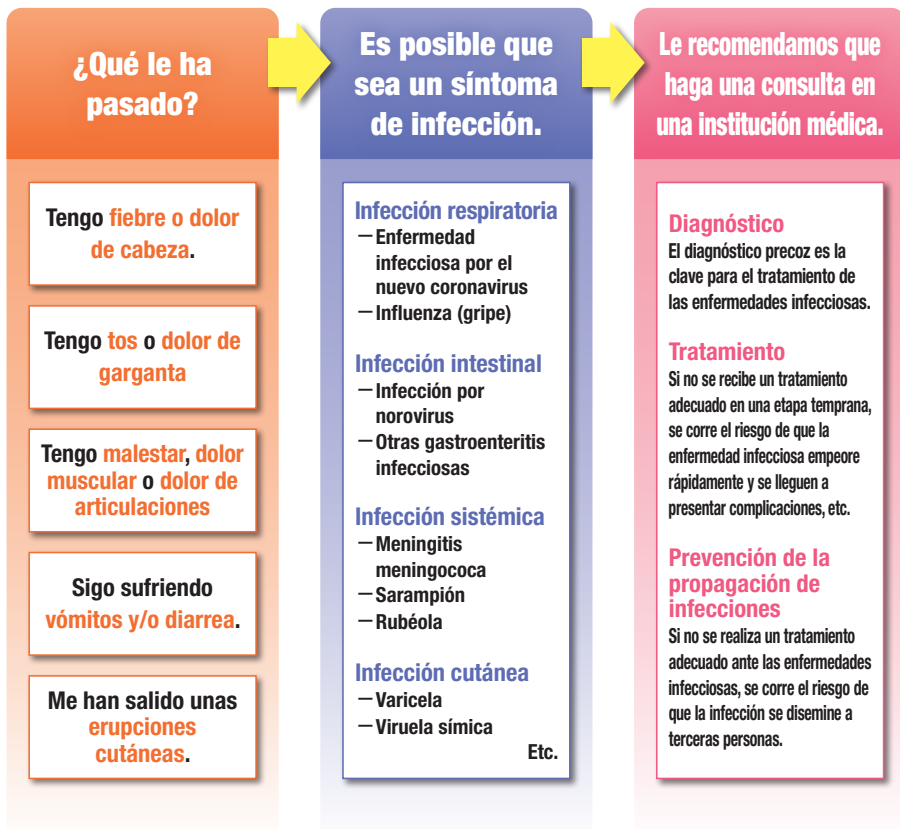 ¿Qué le ha
pasado?
Tengo fiebre o dolor
de cabeza.
Tengo tos o dolor de
garganta
Tengo malestar, dolor
muscular o dolor de
articulaciones
Sigo sufriendo
vómitos y/o diarrea.
Me han salido unas
erupciones
cutáneas.
Es posible que
sea un síntoma
de infección.
Infección respiratoria
—Enfermedad
infecciosa por el
nuevo coronavirus
—Influenza (gripe)
Infección intestinal
—Infección por
norovirus
—Otras gastroenteritis
infecciosas
Infección sistémica
—Meningitis
meningococa
—Sarampión
—Rubéola
Infección cutánea
—Varicela
—Viruela símica
Etc.
Le recomendamos que
haga una consulta en
una institución médica.
Diagnóstico
El diagnóstico precoz es la
clave para el tratamiento de
las enfermedades infecciosas.
Tratamiento
Si no se recibe un tratamiento
adecuado en una etapa temprana,
se corre el riesgo de que la
enfermedad infecciosa empeore
rápidamente y se lleguen a
presentar complicaciones, etc.
Prevención de la
propagación de
infecciones
Si no se realiza un tratamiento
adecuado ante las enfermedades
infecciosas, se corre el riesgo de
que la infección se disemine a
terceras personas.